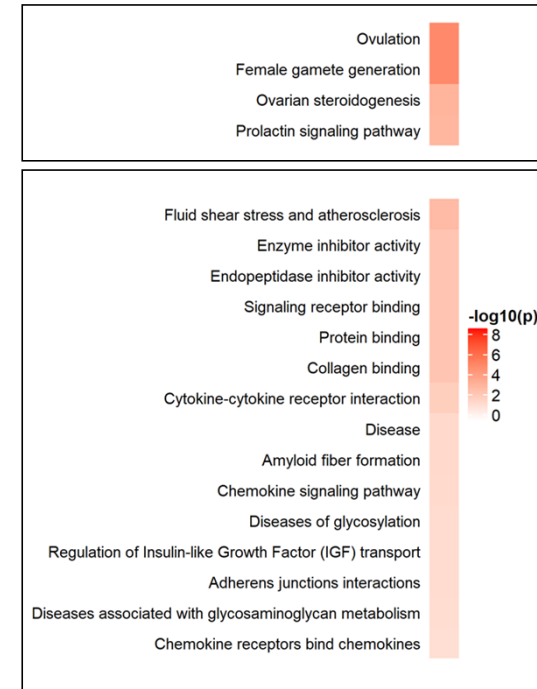 Ovulation
Female gamete generation
Ovarian steroidogenesis
Prolactin signaling pathway
Fluid shear stress and atherosclerosis
Enzyme inhibitor activity
Endopeptidase inhibitor activity
Signaling receptor binding
Protein binding
Collagen binding
Cytokine-cytokine receptor interaction
Disease
Amyloid fiber formation
Chemokine signaling pathway
Diseases of glycosylation
Regulation of Insulin-like Growth Factor (IGF) transport
Adherens junctions interactions
Diseases associated with glycosaminoglycan metabolism
Chemokine receptors bind chemokines
-log10(p)
8
6
4
2
0